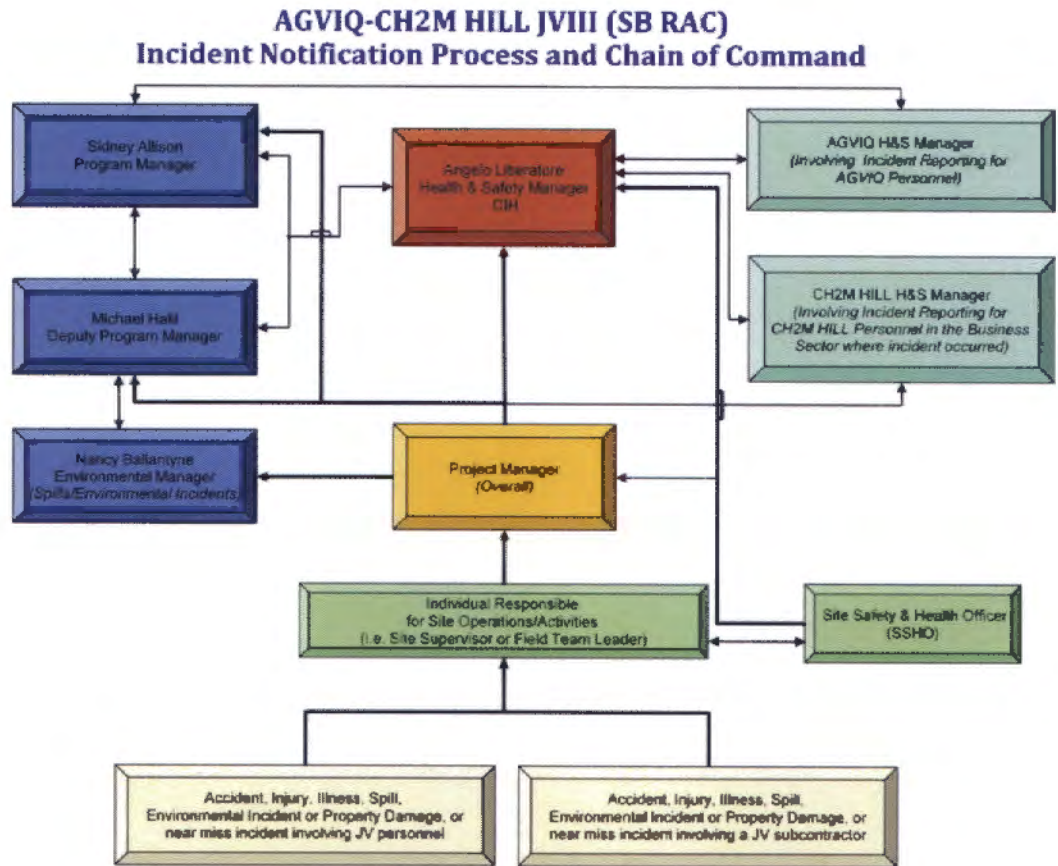 AGVIQ-CH2M HILL JVIII (SB RAC)
Incident Notification Process and Chain of Command
Sidney Allison
Program Manager
Angelo Liberatore
Health & Safety Manager
CIH
AGVIQ H&S Manager
(Involving Incident Reporting for
AGVIQ Personnel)
Michael Halil
Deputy Program Manager
CH2M HILL H&S Manager
(Involving Incident Reporting for
CH2M HILL Personnel in the Business
Sector where incident occurred)
Nancy Ballantyne
Environmental Manager
(Spills/Environmental Incidents)
Project Manager
(Overall)
Individual Responsible
for Site Operations/Activities
(i.e. Site Supervisor or Field Team Leader)
Site Safety & Health Officer
(SSHO)
Accident, Injury, Illness, Spill,
Environmental Incident or Property Damage, or
near miss incident involving JV personnel
Accident, Injury, Illness, Spill,
Environmental Incident or Property Damage, or
near miss incident involving a JV subcontractor